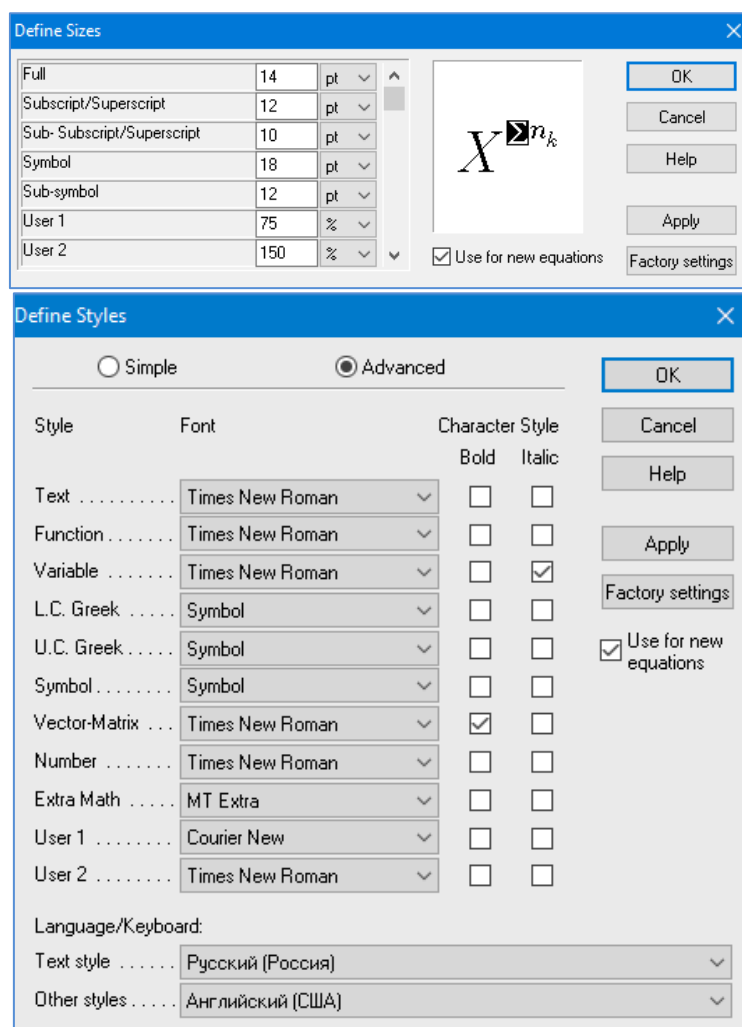 Define Sizes
Full 14 pt
OK
Subscript/Superscript 12 pt
Cancel
Sub- Subscript/Superscript 10 pt
Symbol 18 pt
Help
Sub-symbol 12 pt
User 1 75 %
Apply
User 2 150 %
X Σ n k
Use for new equations
Factory settings
Define Styles
Simple Advanced
OK
Style Font Character Style
Cancel
Bold Italic
Help
Text .......... Times New Roman
Function ....... Times New Roman
Apply
Variable ....... Times New Roman
Factory settings
L.C. Greek ..... Symbol
U.C. Greek ..... Symbol
Use for new
equations
Symbol ........ Symbol
Vector-Matrix ... Times New Roman
Number ....... Times New Roman
Extra Math ..... MT Extra
User 1 ........ Courier New
User 2 ........ Times New Roman
Language/Keyboard:
Text style ...... Русский (Россия)
Other styles ..... Английский (США)